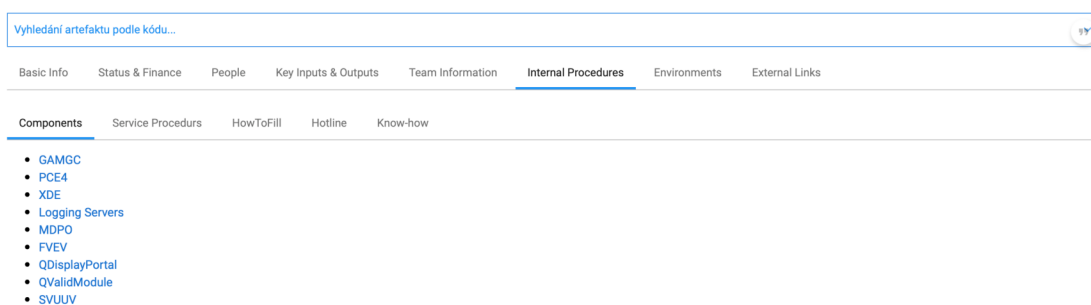 Vyhledání artefaktu podle kódu...
Basic Info Status & Finance People Key Inputs & Outputs Team Information Internal Procedures Environments External Links
Components Service Procedurs HowToFill Hotline Know-how
GAMGC
PCE4
XDE
Logging Servers
MDPO
FVEV
QDisplayPortal
QValidModule
SVUUV